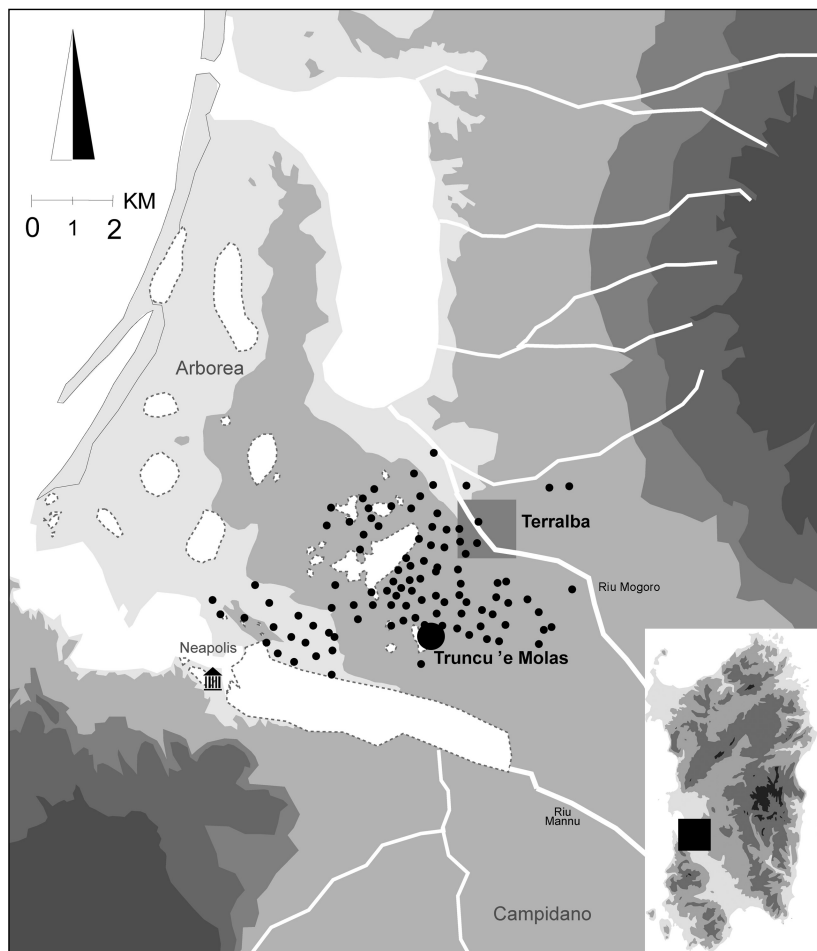 KM
0 1 2
Arborea
Terralba
Riu Mogoro
Neapolis
Truncu 'e Molas
Riu
Mannu
Campidano